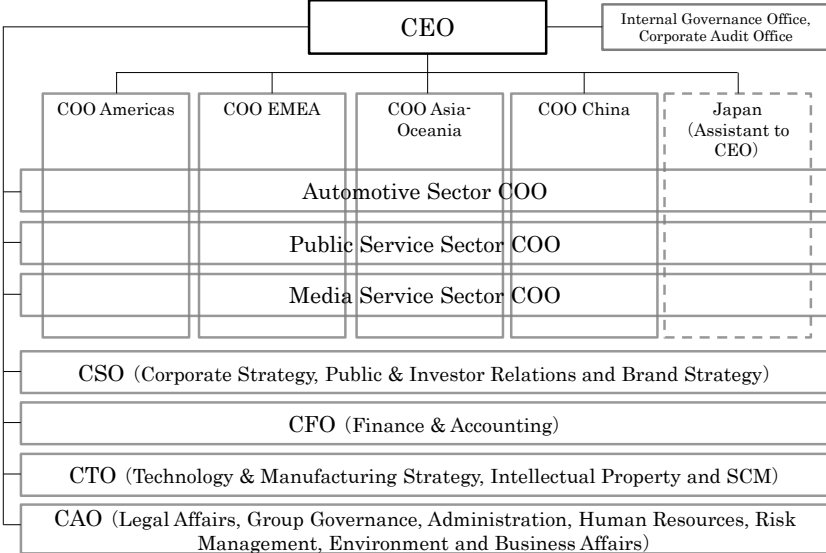 CEO
Internal Governance Office,
Corporate Audit Office
COO Americas
COO EMEA
COO Asia-
Oceania
COO China
Japan
(Assistant to
CEO)
Automotive Sector COO
Public Service Sector COO
Media Service Sector COO
CSO (Corporate Strategy, Public & Investor Relations and Brand Strategy)
CFO (Finance & Accounting)
CTO (Technology & Manufacturing Strategy, Intellectual Property and SCM)
CAO (Legal Affairs, Group Governance, Administration, Human Resources, Risk
Management, Environment and Business Affairs)